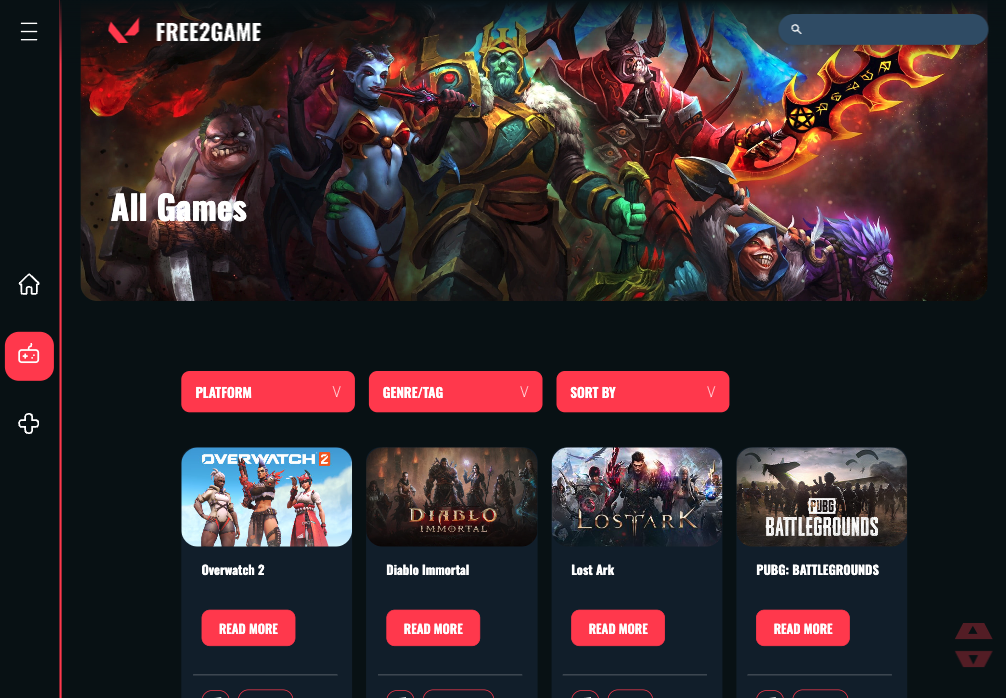 FREE2GAME
All Games
PLATFORM V
GENRE/TAG V
SORT BY V
OVERWATCH 2
DIABLO
IMMORTAL
LOST ARK
PUBG
BATTLEGROUNDS
Overwatch 2
Diablo Immortal
Lost Ark
PUBG: BATTLEGROUNDS
READ MORE
READ MORE
READ MORE
READ MORE